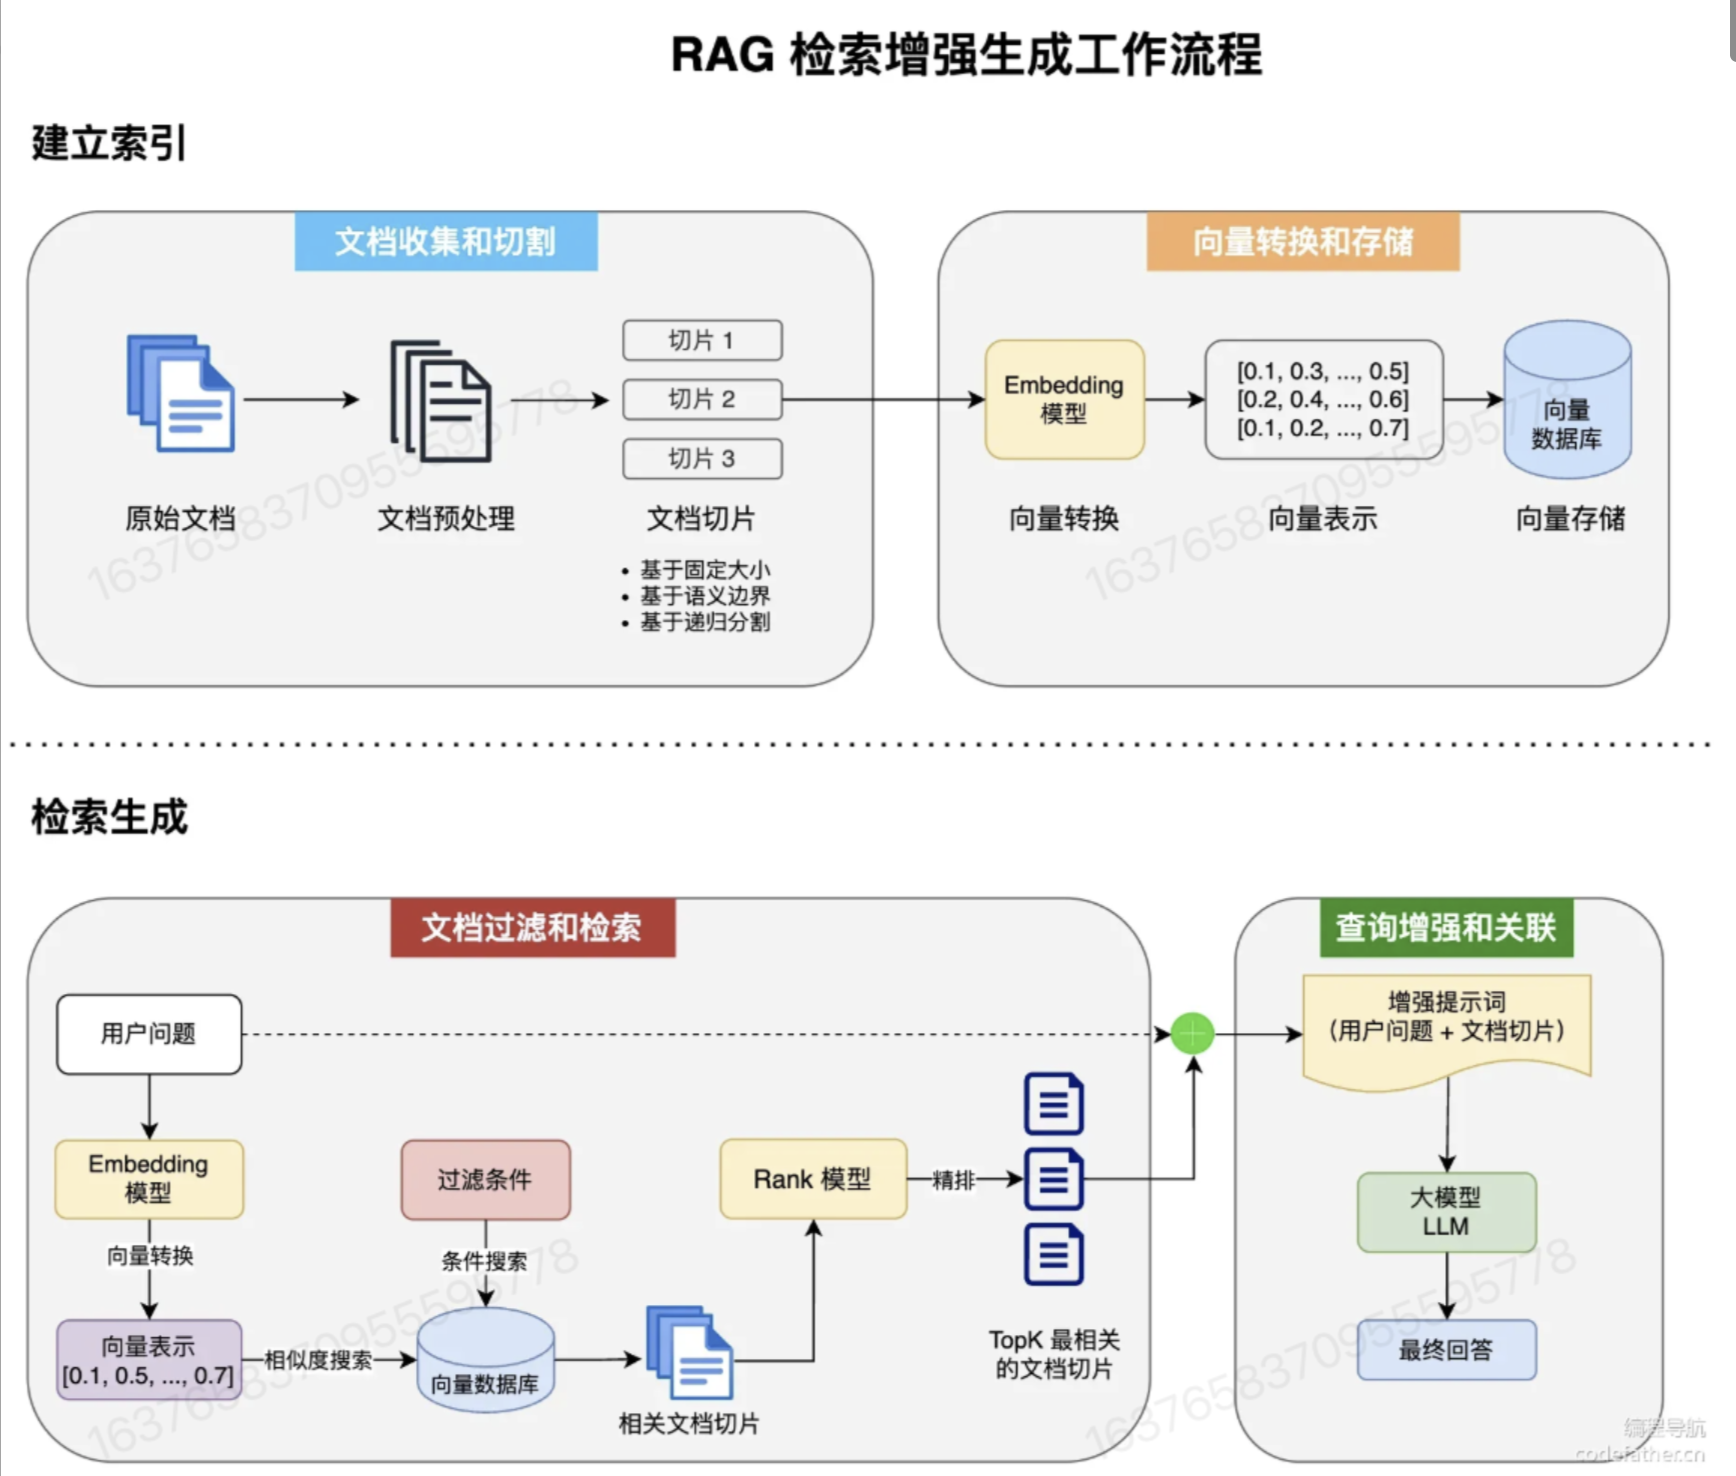 RAG 检索增强生成工作流程
建立索引
文档收集和切割
向量转换和存储
切片 1
切片 2
切片 3
Embedding
模型
[0.1, 0.3, ..., 0.5]
[0.2, 0.4, ..., 0.6]
[0.1, 0.2, ..., 0.7]
向量
数据库
原始文档
文档预处理
文档切片
向量转换
向量表示
向量存储
• 基于固定大小
• 基于语义边界
• 基于递归分割
1637658370955595778
1637658370955595778
检索生成
文档过滤和检索
查询增强和关联
用户问题
增强提示词
（用户问题 + 文档切片）
Embedding
模型
过滤条件
Rank 模型
精排
大模型
LLM
向量转换
条件搜索
向量表示
[0.1, 0.5, ..., 0.7]
相似度搜索
向量数据库
相关文档切片
TopK 最相关
的文档切片
最终回答
1637658370955595778
1637658370955595778
编程导航
codefather.cn